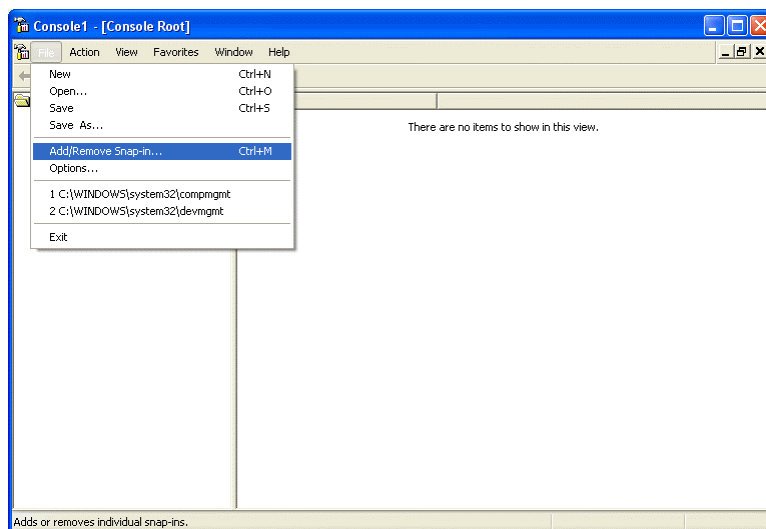 Console1 - [Console Root]
File Action View Favorites Window Help
New Ctrl+N
Open... Ctrl+O
Save Ctrl+S
Save As...
There are no items to show in this view.
Add/Remove Snap-in... Ctrl+M
Options...
1 C:\WINDOWS\system32\compmgmt
2 C:\WINDOWS\system32\devmgmt
Exit
Adds or removes individual snap-ins.